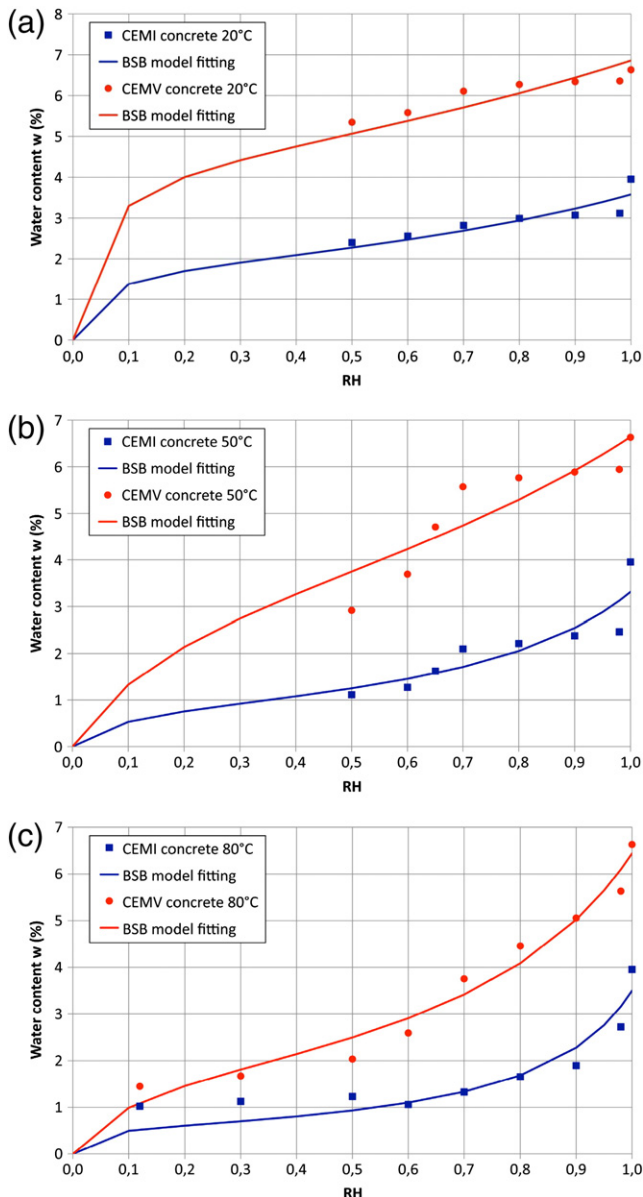 (a)
8
7
6
5
4
3
2
1
0
Water content w (%)
CEMI concrete 20°C
BSB model fitting
CEMV concrete 20°C
BSB model fitting
0,0 0,1 0,2 0,3 0,4 0,5 0,6 0,7 0,8 0,9 1,0
RH
(b)
7
6
5
4
3
2
1
0
Water content w (%)
CEMI concrete 50°C
BSB model fitting
CEMV concrete 50°C
BSB model fitting
0,0 0,1 0,2 0,3 0,4 0,5 0,6 0,7 0,8 0,9 1,0
RH
(c)
7
6
5
4
3
2
1
0
Water content w (%)
CEMI concrete 80°C
BSB model fitting
CEMV concrete 80°C
BSB model fitting
0,0 0,1 0,2 0,3 0,4 0,5 0,6 0,7 0,8 0,9 1,0
RH